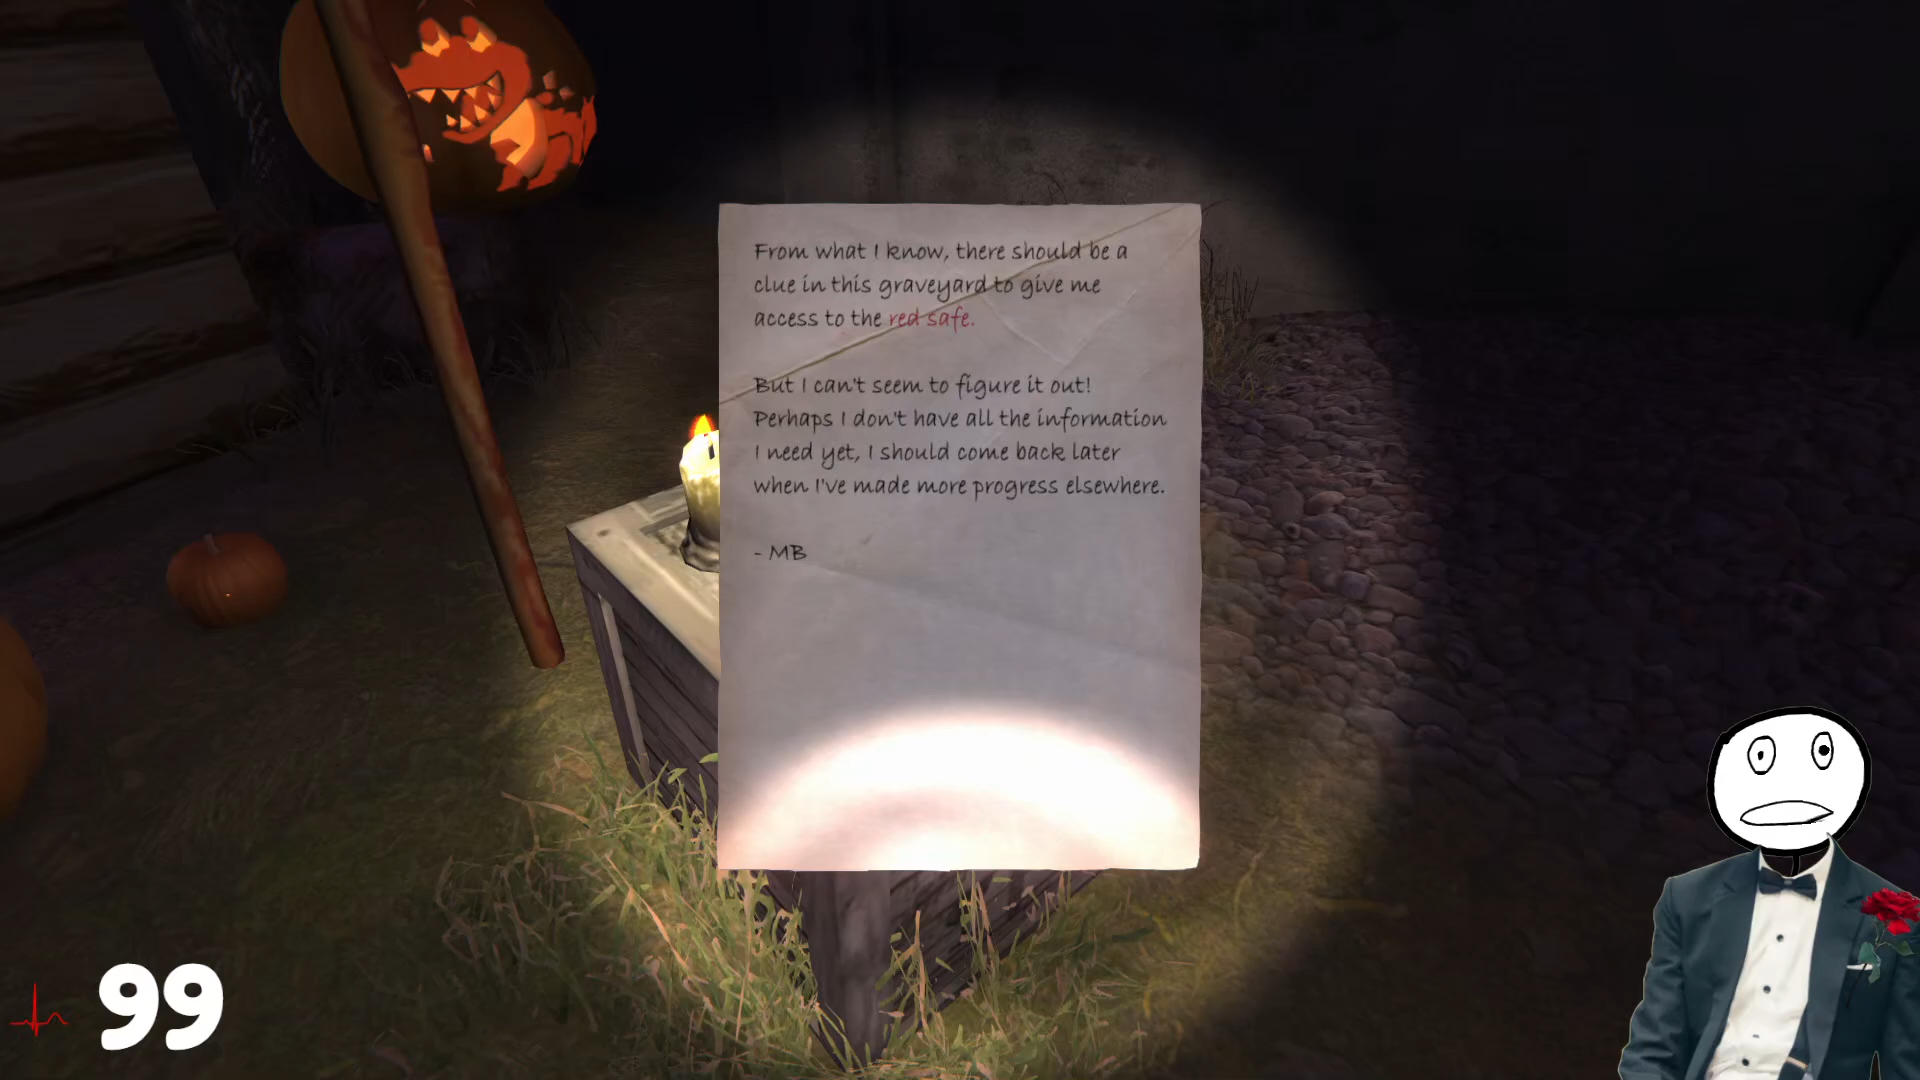 From what I know, there should be a
clue in this graveyard to give me
access to the red safe.
But I can't seem to figure it out!
Perhaps I don't have all the information
I need yet, I should come back later
when I've made more progress elsewhere.
- MB
99